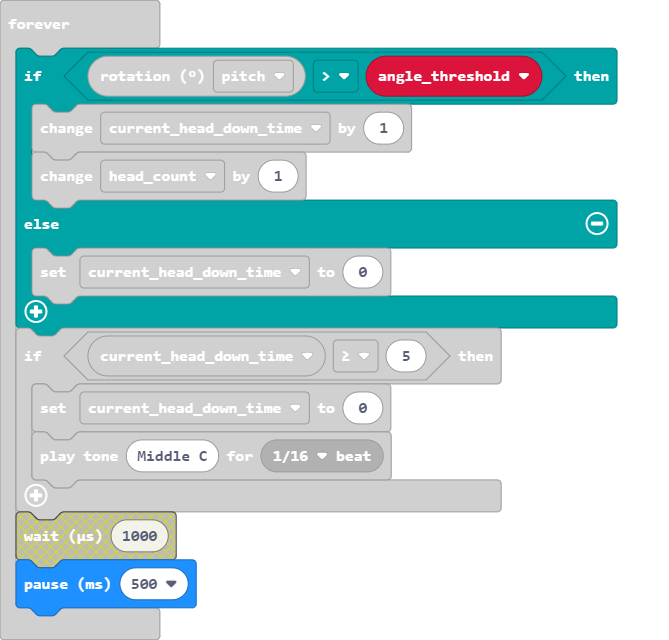 forever
if rotation (º) pitch > angle_threshold then
change current_head_down_time by 1
change head_count by 1
else
set current_head_down_time to 0
if current_head_down_time ≥ 5 then
set current_head_down_time to 0
play tone Middle C for 1/16 beat
wait (µs) 1000
pause (ms) 500